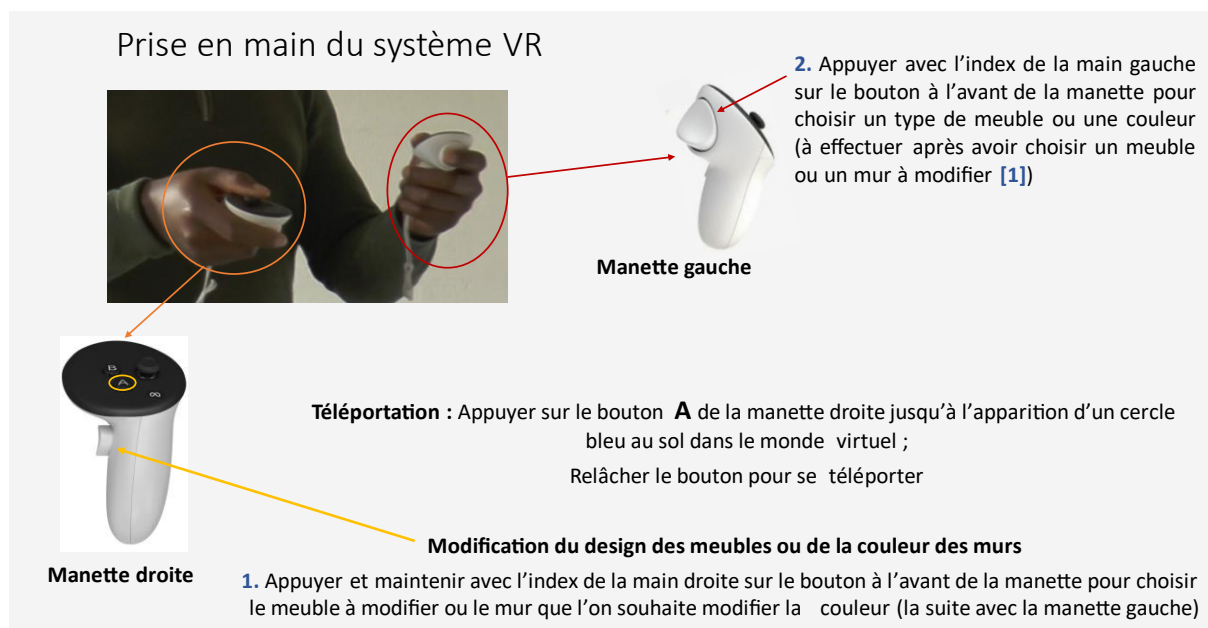 Prise en main du système VR
2. Appuyer avec l’index de la main gauche
sur le bouton à l’avant de la manette pour
choisir un type de meuble ou une couleur
(à effectuer après avoir choisir un meuble
ou un mur à modifier [1])
Manette gauche
B
A
Téléportation : Appuyer sur le bouton A de la manette droite jusqu’à l’apparition d’un cercle
bleu au sol dans le monde virtuel ;
Relâcher le bouton pour se téléporter
Modification du design des meubles ou de la couleur des murs
Manette droite
1. Appuyer et maintenir avec l’index de la main droite sur le bouton à l’avant de la manette pour choisir
le meuble à modifier ou le mur que l’on souhaite modifier la couleur (la suite avec la manette gauche)